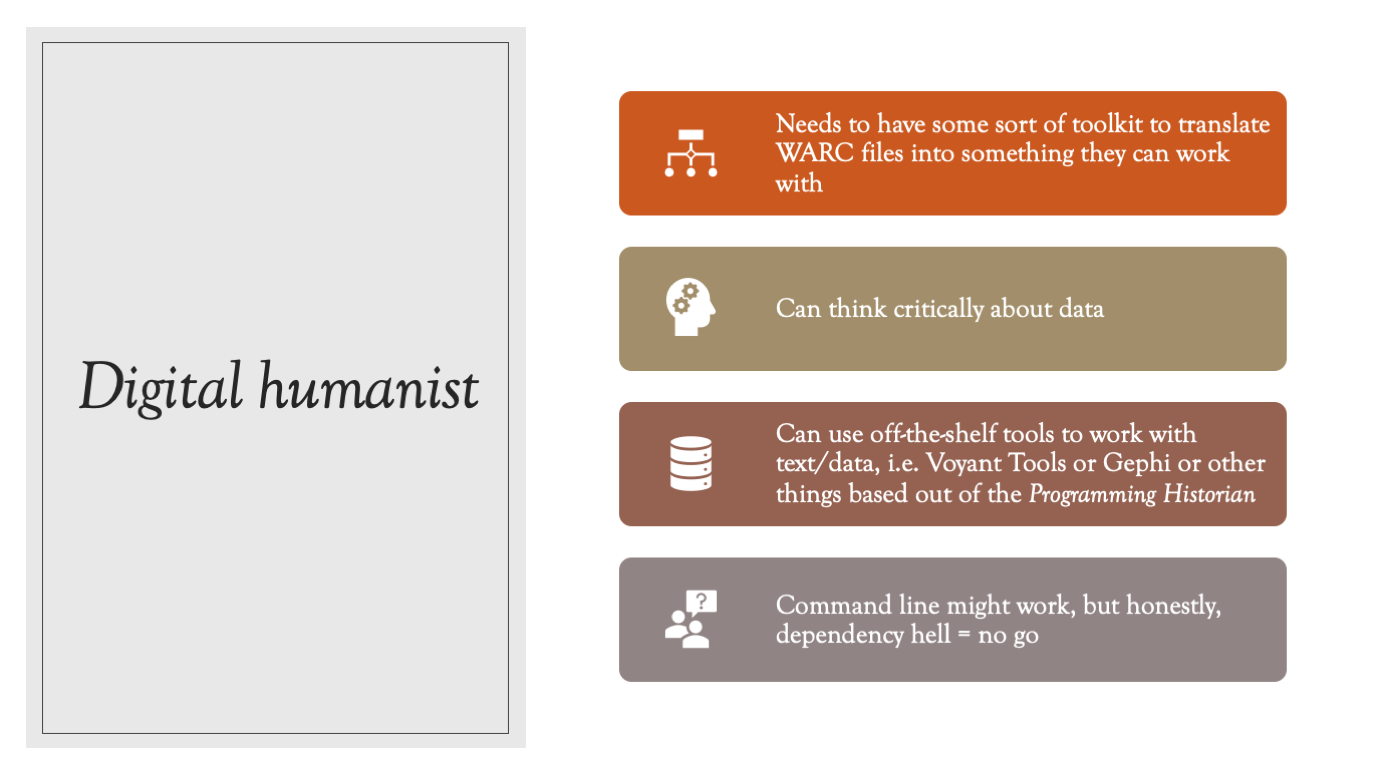 Digital humanist
Needs to have some sort of toolkit to translate
WARC files into something they can work
with
Can think critically about data
Can use off-the-shelf tools to work with
text/data, i.e. Voyant Tools or Gephi or other
things based out of the Programming Historian
?
Command line might work, but honestly,
dependency hell = no go